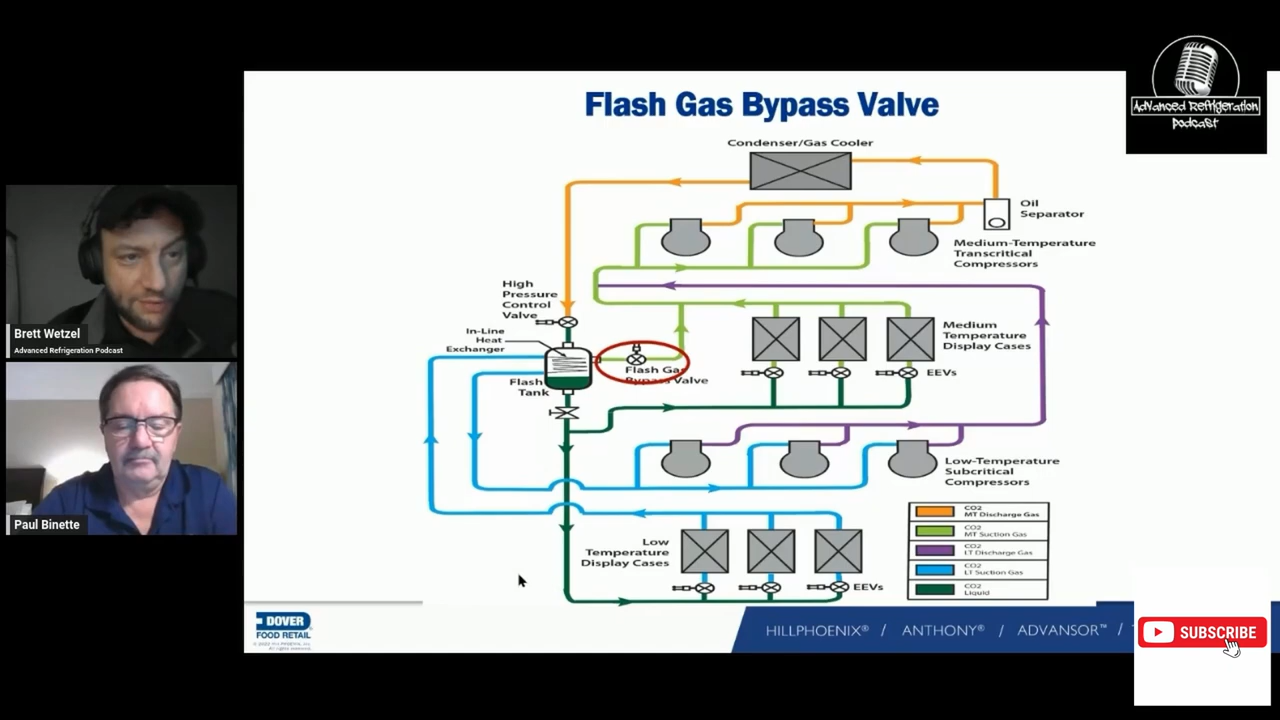 Flash Gas Bypass Valve
Advanced Refrigeration
podcast
Condenser/Gas Cooler
Oil
Separator
Medium-Temperature
Transcritical
Compressors
High
Pressure
Control
Valve
In-Line
Heat
Exchanger
Flash Gas
Bypass Valve
Flash
Tank
Medium
Temperature
Display Cases
EEVs
Brett Wetzel
Advanced Refrigeration Podcast
Paul Binette
Low-Temperature
Subcritical
Compressors
Low
Temperature
Display Cases
EEVs
CO2
MT Discharge Gas
CO2
MT Suction Gas
CO2
LT Discharge Gas
CO2
LT Suction Gas
CO2
Liquid
DOVER
FOOD RETAIL
HILLPHOENIX® / ANTHONY® / ADVANSOR™ /
SUBSCRIBE